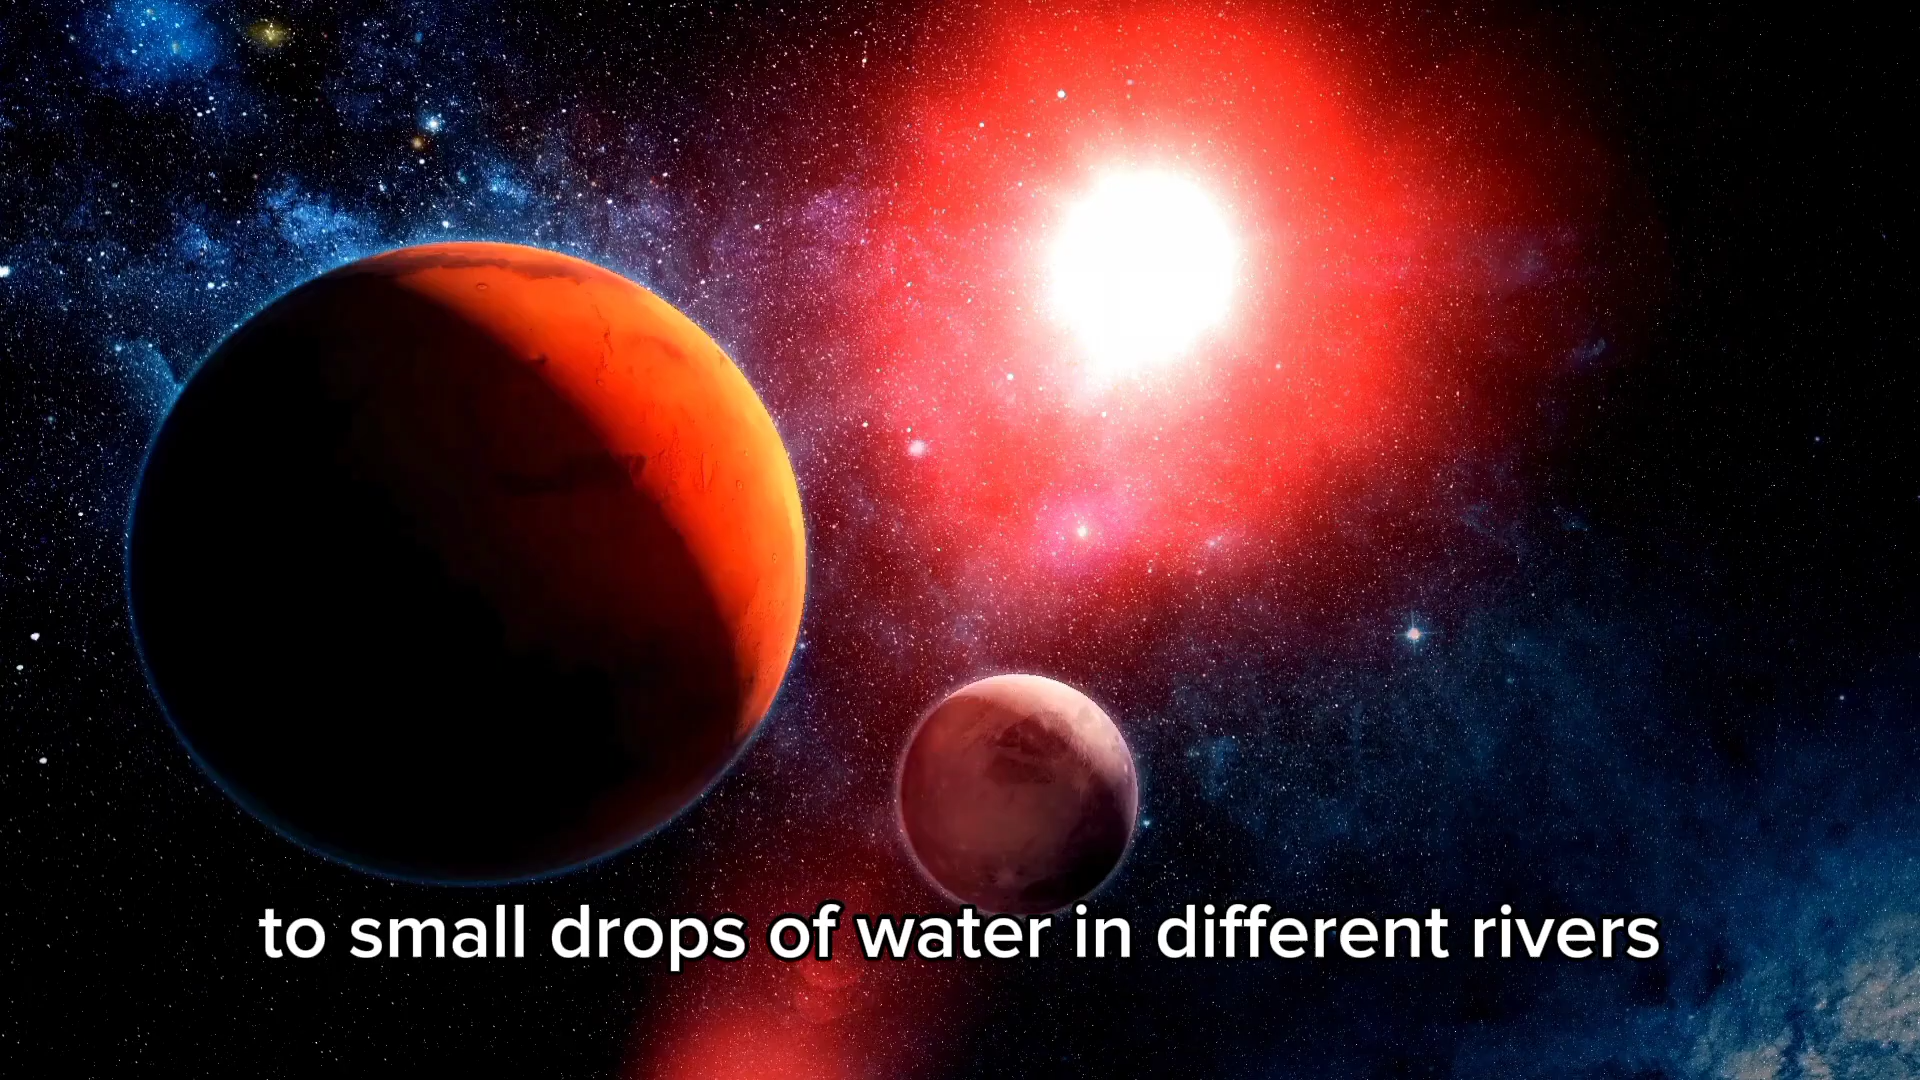 to small drops of water in different rivers